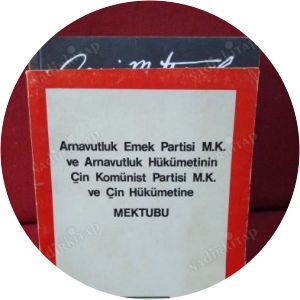 Arnavutluk Emek Partisi M.K.
ve Arnavutluk Hükümetinin
Çin Komünist Partisi M.K.
ve Çin Hükümetine
MEKTUBU